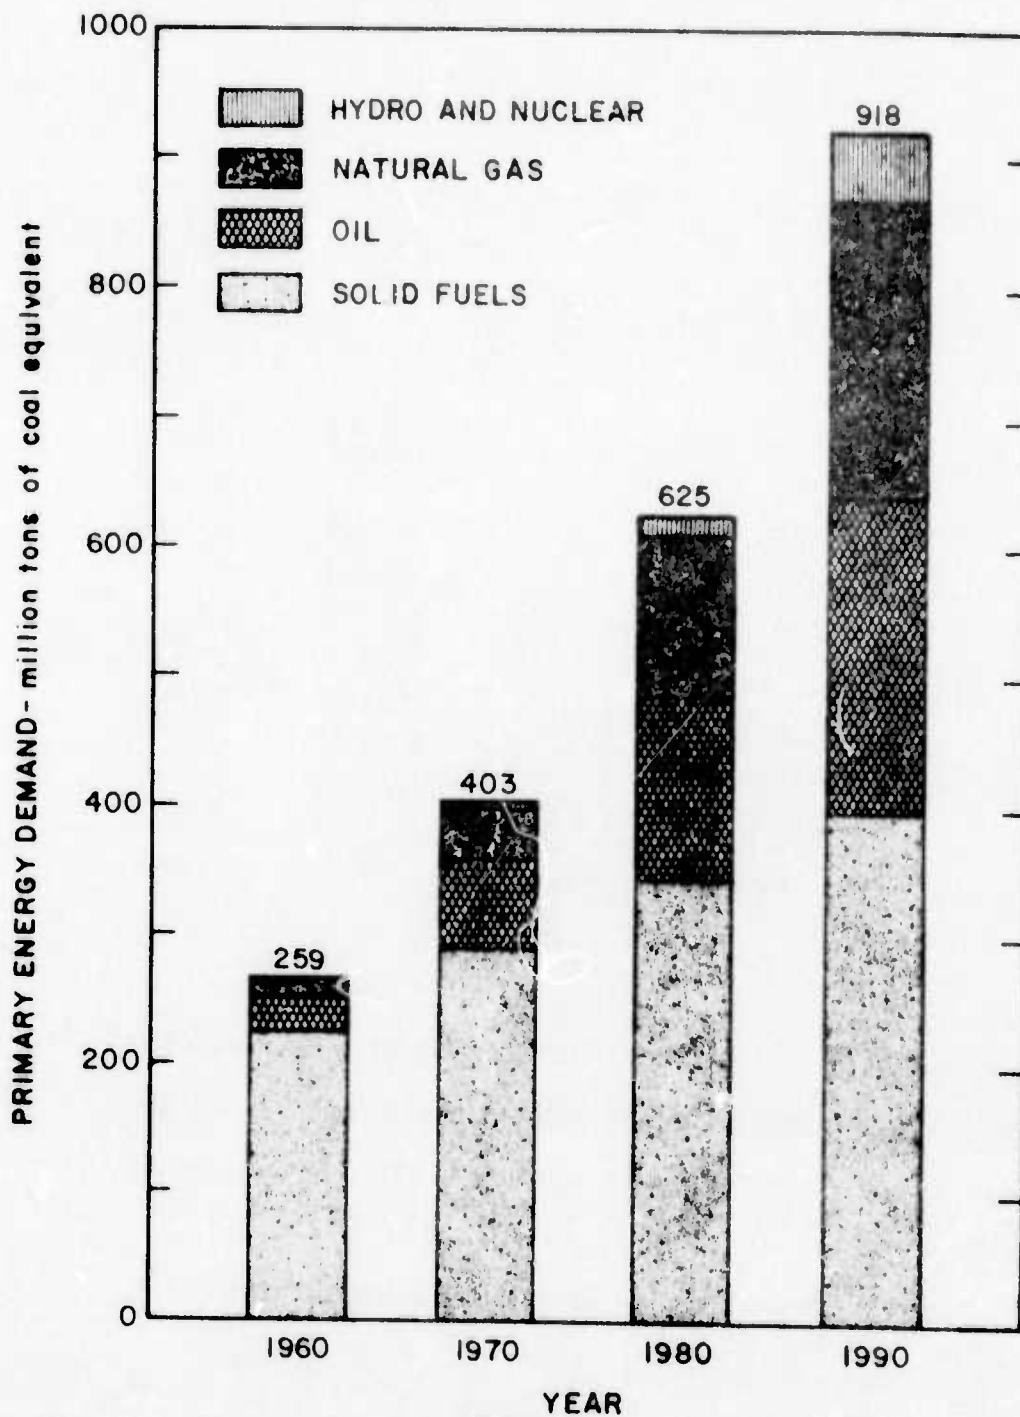 1000
800
600
400
200
0
PRIMARY ENERGY DEMAND - million tons of coal equivalent
HYDRO AND NUCLEAR
NATURAL GAS
OIL
SOLID FUELS
259
403
625
918
1960
1970
1980
1990
YEAR